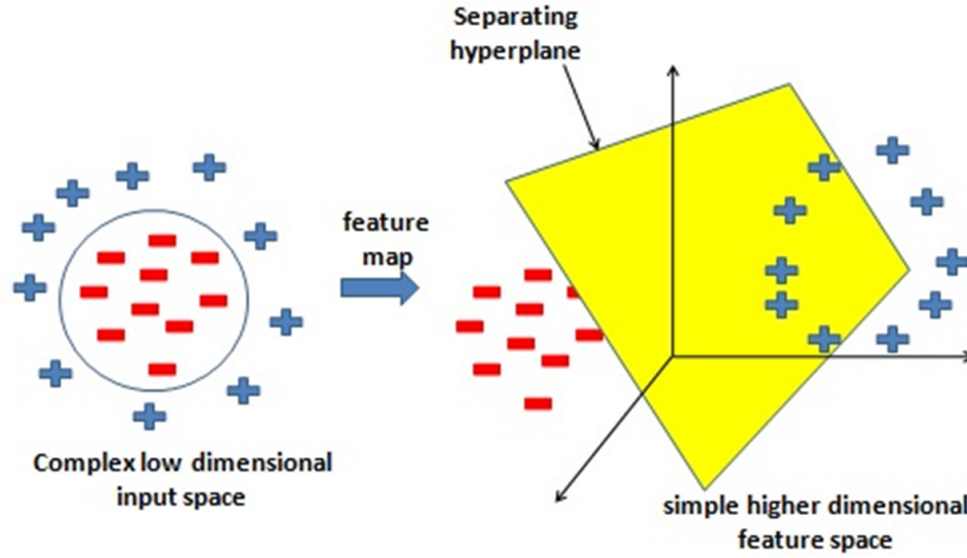 Separating
hyperplane
feature
map
Complex low dimensional
input space
simple higher dimensional
feature space